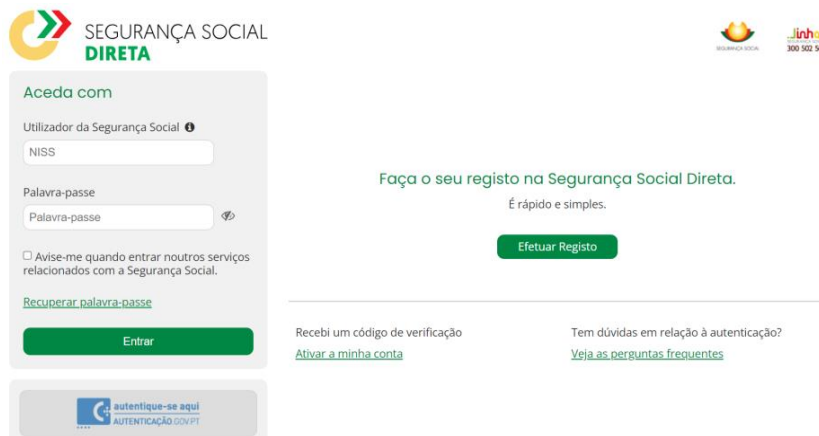 SEGURANÇA SOCIAL
DIRETA
SEGURANÇA SOCIAL
Aceda com
Utilizador da Segurança Social
NISS
Palavra-passe
Palavra-passe
Avise-me quando entrar noutros serviços
relacionados com a Segurança Social.
Recuperar palavra-passe
Entrar
autentique-se aqui
AUTENTICAÇÃO.GOV.PT
Faça o seu registo na Segurança Social Direta.
É rápido e simples.
Efetuar Registo
Recebi um código de verificação
Ativar a minha conta
Tem dúvidas em relação à autenticação?
Veja as perguntas frequentes